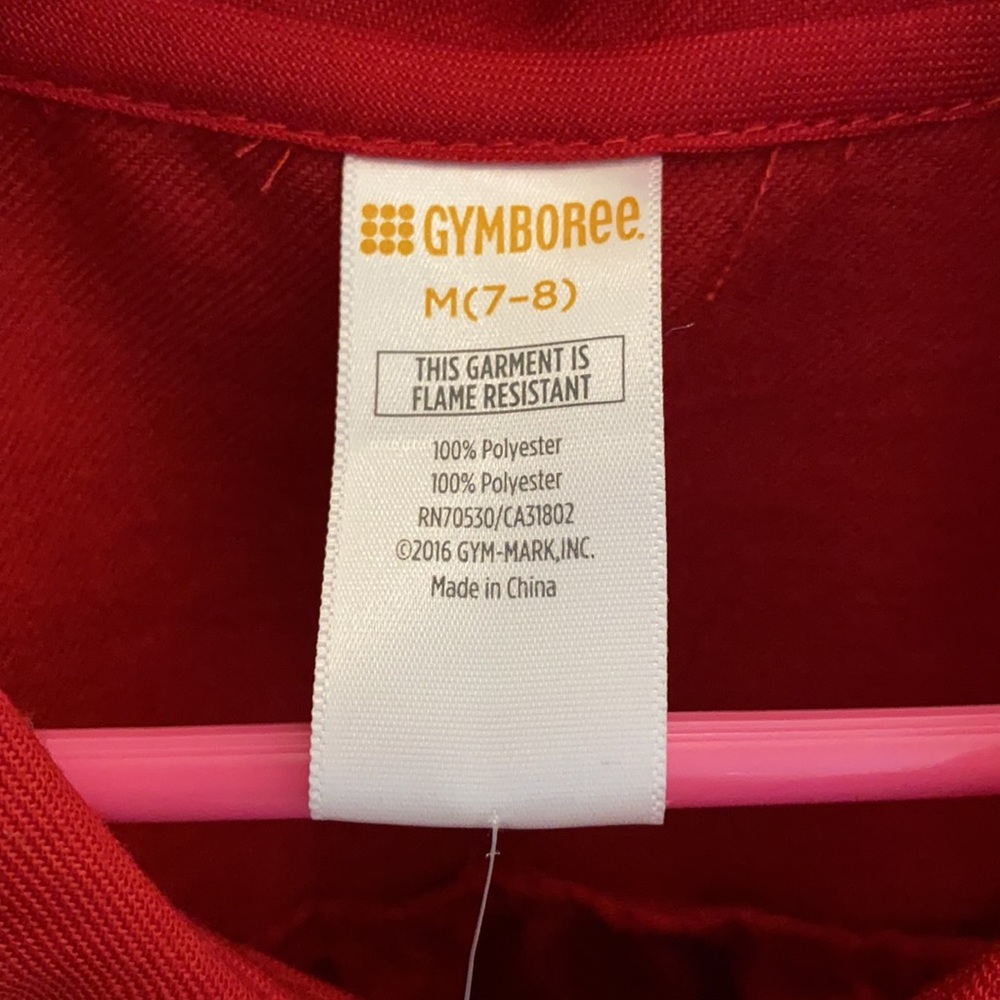 GYMBOREE.
M(7-8)
THIS GARMENT IS
FLAME RESISTANT
100% Polyester
100% Polyester
RN70530/CA31802
©2016 GYM-MARK,INC.
Made in China